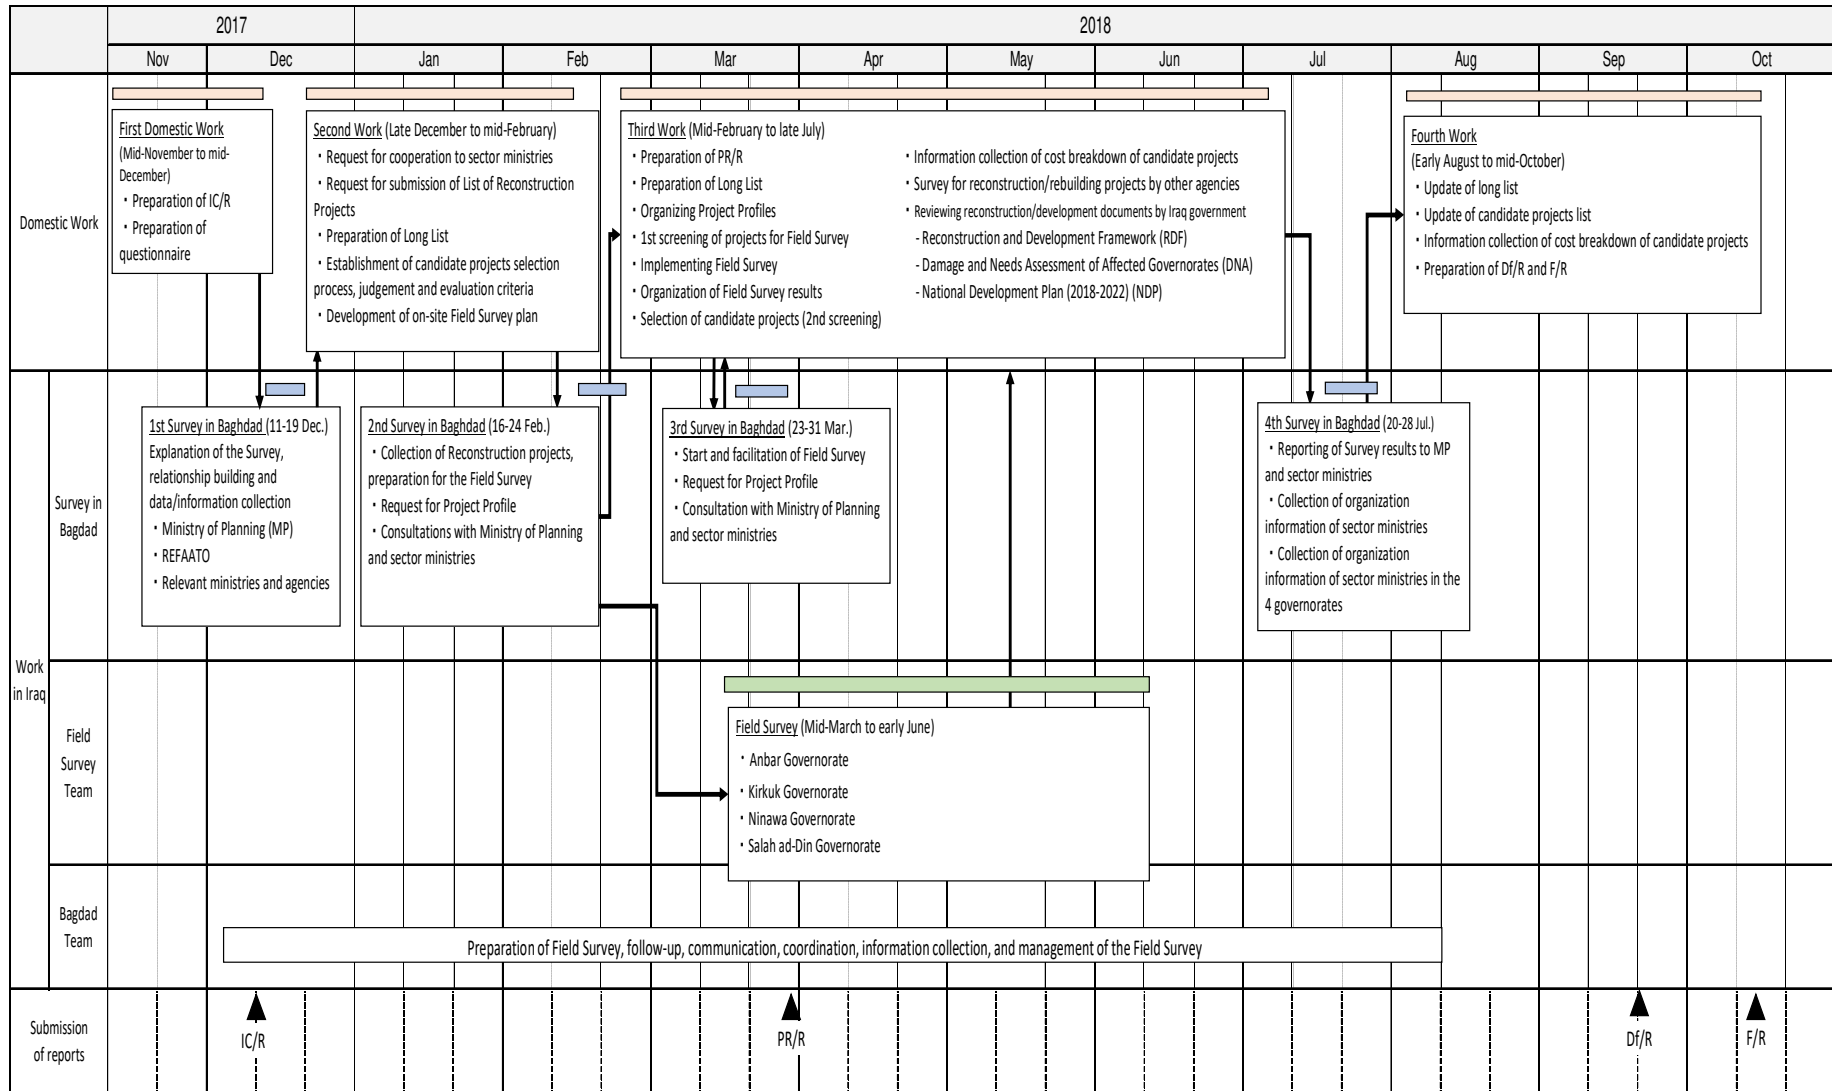 2017
2018
Nov
Dec
Jan
Feb
Mar
Apr
May
Jun
Jul
Aug
Sep
Oct
Domestic Work
First Domestic Work
(Mid-November to mid-
December)
・Preparation of IC/R
・Preparation of
questionnaire
Second Work (Late December to mid-February)
・Request for cooperation to sector ministries
・Request for submission of List of Reconstruction
Projects
・Preparation of Long List
・Establishment of candidate projects selection
process, judgement and evaluation criteria
・Development of on-site Field Survey plan
Third Work (Mid-February to late July)
・Preparation of PR/R
・Preparation of Long List
・Organizing Project Profiles
・1st screening of projects for Field Survey
・Implementing Field Survey
・Organization of Field Survey results
・Selection of candidate projects (2nd screening)
・Information collection of cost breakdown of candidate projects
・Survey for reconstruction/rebuilding projects by other agencies
・Reviewing reconstruction/development documents by Iraq government
- Reconstruction and Development Framework (RDF)
- Damage and Needs Assessment of Affected Governorates (DNA)
- National Development Plan (2018-2022) (NDP)
Fourth Work
(Early August to mid-October)
・Update of long list
・Update of candidate projects list
・Information collection of cost breakdown of candidate projects
・Preparation of Df/R and F/R
Work
in Iraq
Survey in
Bagdad
1st Survey in Baghdad (11-19 Dec.)
Explanation of the Survey,
relationship building and
data/information collection
・Ministry of Planning (MP)
・REFAATO
・Relevant ministries and agencies
2nd Survey in Baghdad (16-24 Feb.)
・Collection of Reconstruction projects,
preparation for the Field Survey
・Request for Project Profile
・Consultations with Ministry of Planning
and sector ministries
3rd Survey in Baghdad (23-31 Mar.)
・Start and facilitation of Field Survey
・Request for Project Profile
・Consultation with Ministry of Planning
and sector ministries
4th Survey in Baghdad (20-28 Jul.)
・Reporting of Survey results to MP
and sector ministries
・Collection of organization
information of sector ministries
・Collection of organization
information of sector ministries in the
4 governorates
Field
Survey
Team
Field Survey (Mid-March to early June)
・Anbar Governorate
・Kirkuk Governorate
・Ninawa Governorate
・Salah ad-Din Governorate
Bagdad
Team
Preparation of Field Survey, follow-up, communication, coordination, information collection, and management of the Field Survey
Submission
of reports
IC/R
PR/R
Df/R
F/R